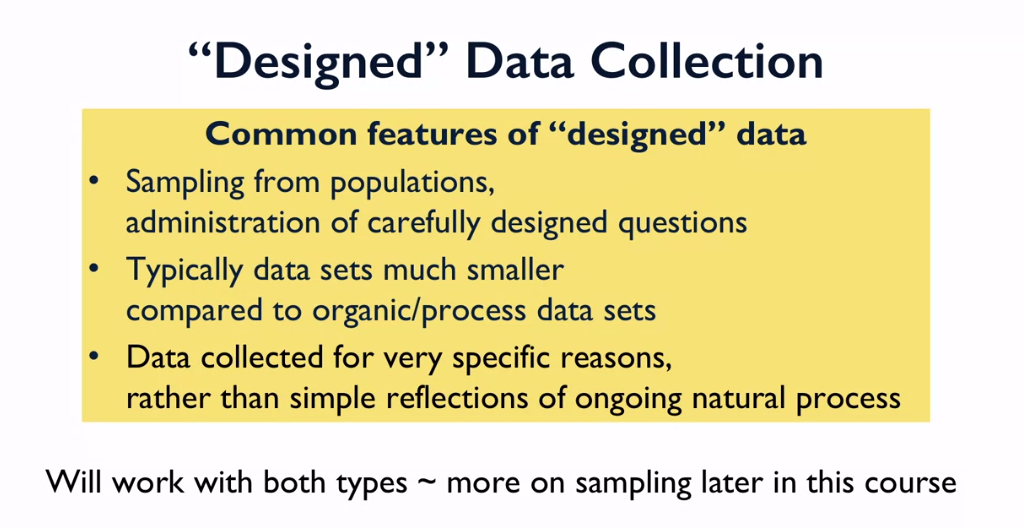 “Designed” Data Collection
Common features of “designed” data
• Sampling from populations,
administration of carefully designed questions
• Typically data sets much smaller
compared to organic/process data sets
• Data collected for very specific reasons,
rather than simple reflections of ongoing natural process
Will work with both types ~ more on sampling later in this course